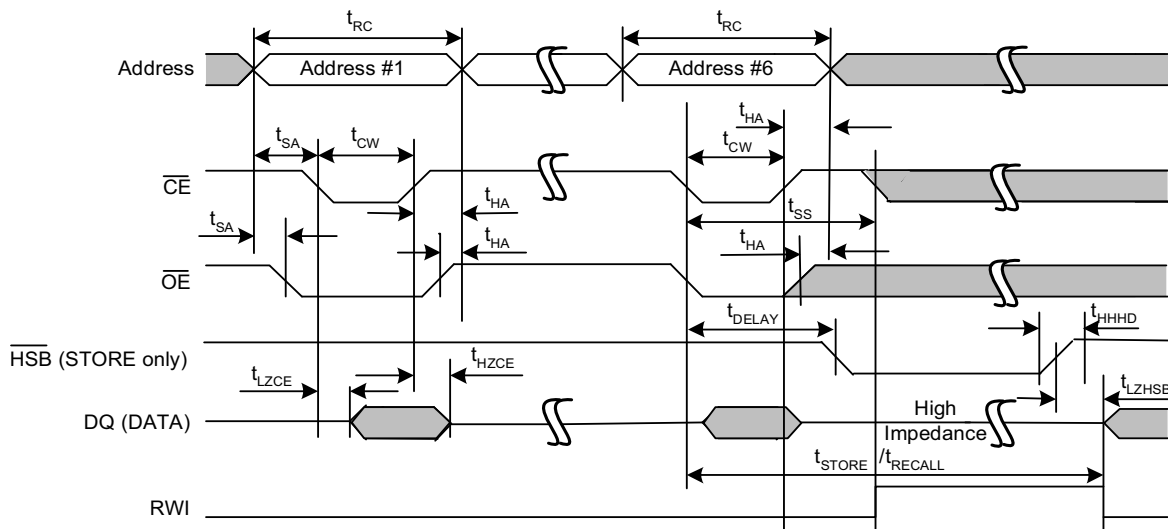 tRC tRC
Address Address #1 Address #6
tHA
tSA tCW tCW
CE
tHA tSS
tSA tHA tHA
OE
tDELAY tHHHD
HSB (STORE only)
tHZCE
tLZCE tLZHSB
DQ (DATA) High
Impedance
tSTORE /tRECALL
RWI